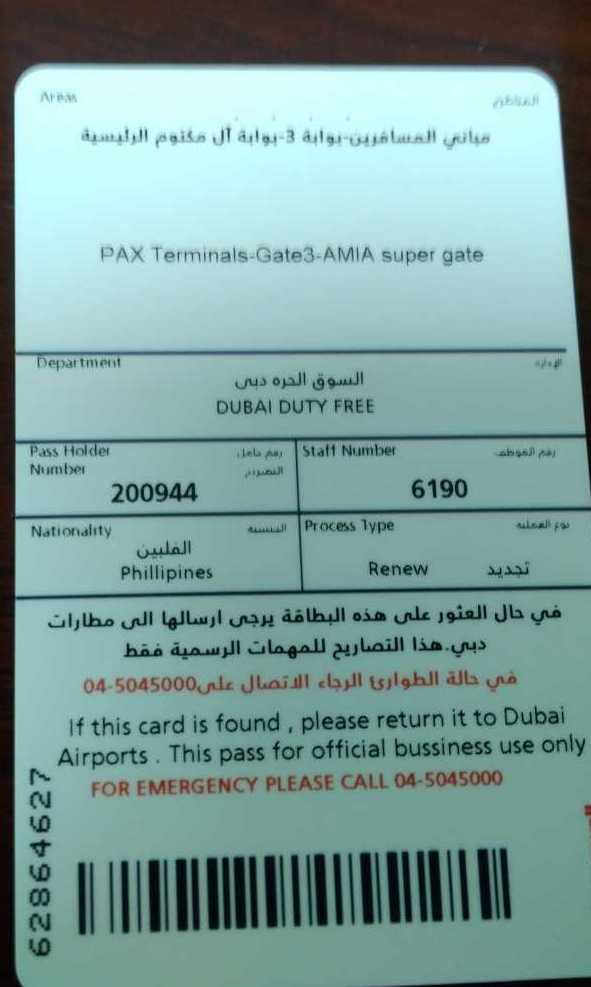 Areas المناطق
مباني المسافرين-بوابة 3-بوابة آل مكتوم الرئيسية
PAX Terminals-Gate3-AMIA super gate
Department الإدارة
السوق الحره دبى
DUBAI DUTY FREE
Pass Holder Number رقم حامل التصريح
200944
Staff Number رقم الموظف
6190
Nationality الجنسية
الفلبين
Phillipines
Process Type نوع العملية
Renew تجديد
في حال العثور على هذه البطاقة يرجى ارسالها الى مطارات
دبي.هذا التصاريح للمهمات الرسمية فقط
في حالة الطوارئ الرجاء الاتصال على04-5045000
If this card is found , please return it to Dubai
Airports . This pass for official bussiness use only
FOR EMERGENCY PLEASE CALL 04-5045000
62864627